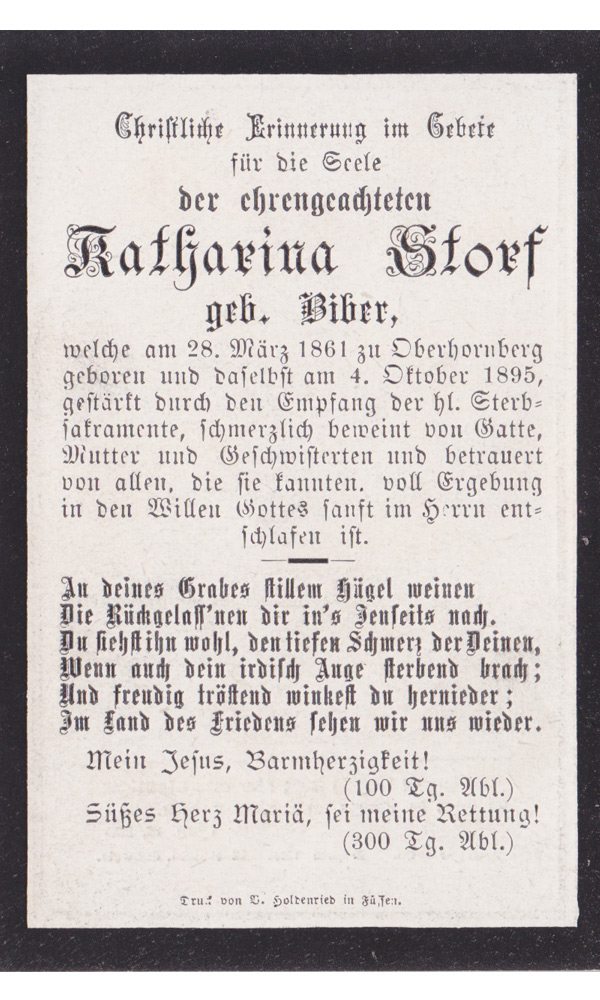 Christliche Erinnerung im Gebete
für die Seele
der ehrengeachteten
Katharina Storf
geb. Biber,
welche am 28. März 1861 zu Oberhornberg
geboren und daselbst am 4. Oktober 1895,
gestärkt durch den Empfang der hl. Sterb-
sakramente, schmerzlich beweint von Gatte,
Mutter und Geschwisterten und betrauert
von allen, die sie kannten, voll Ergebung
in den Willen Gottes sanft im Herrn ent-
schlafen ist.
An deines Grabes stillem Hügel weinen
Die Rückgelass'nen dir in's Jenseits nach.
Du siehst ihn wohl, den tiefen Schmerz der Deinen,
Wenn auch dein irdisch Auge sterbend brach;
Und freudig tröstend winkest du hernieder;
Im Land des Friedens sehen wir uns wieder.
Mein Jesus, Barmherzigkeit!
(100 Tg. Abl.)
Süßes Herz Mariä, sei meine Rettung!
(300 Tg. Abl.)
Druck von B. Holdenried in Füssen.